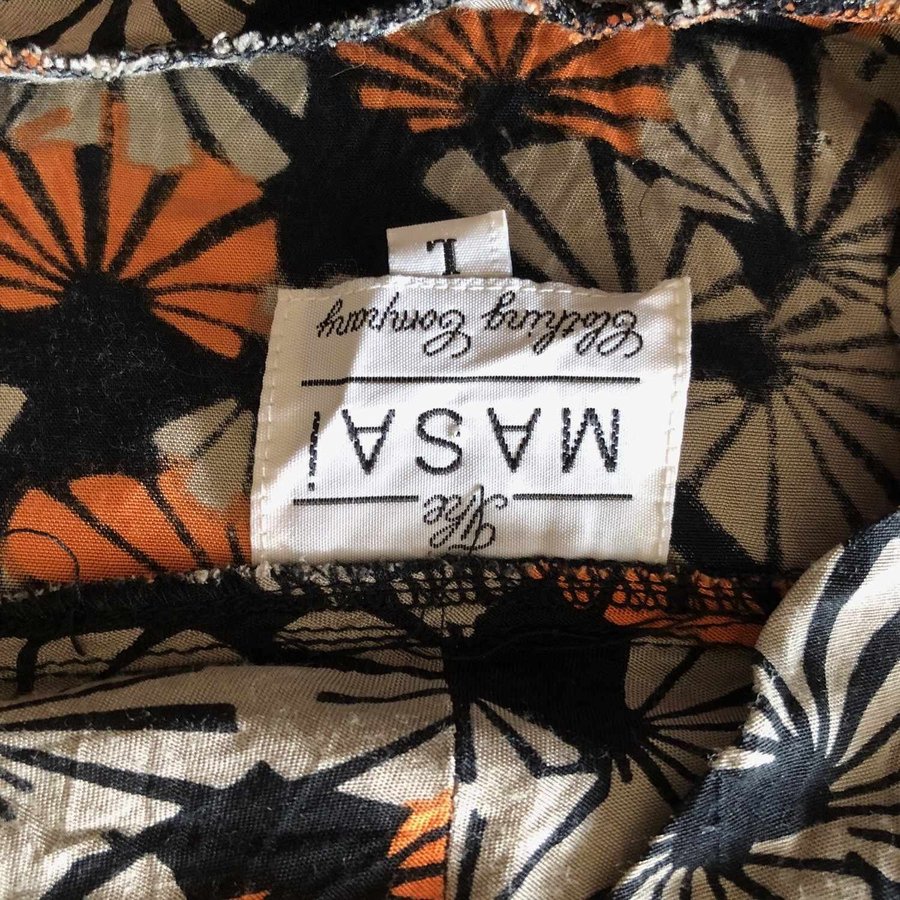 The
MASAi
Clothing Company
L